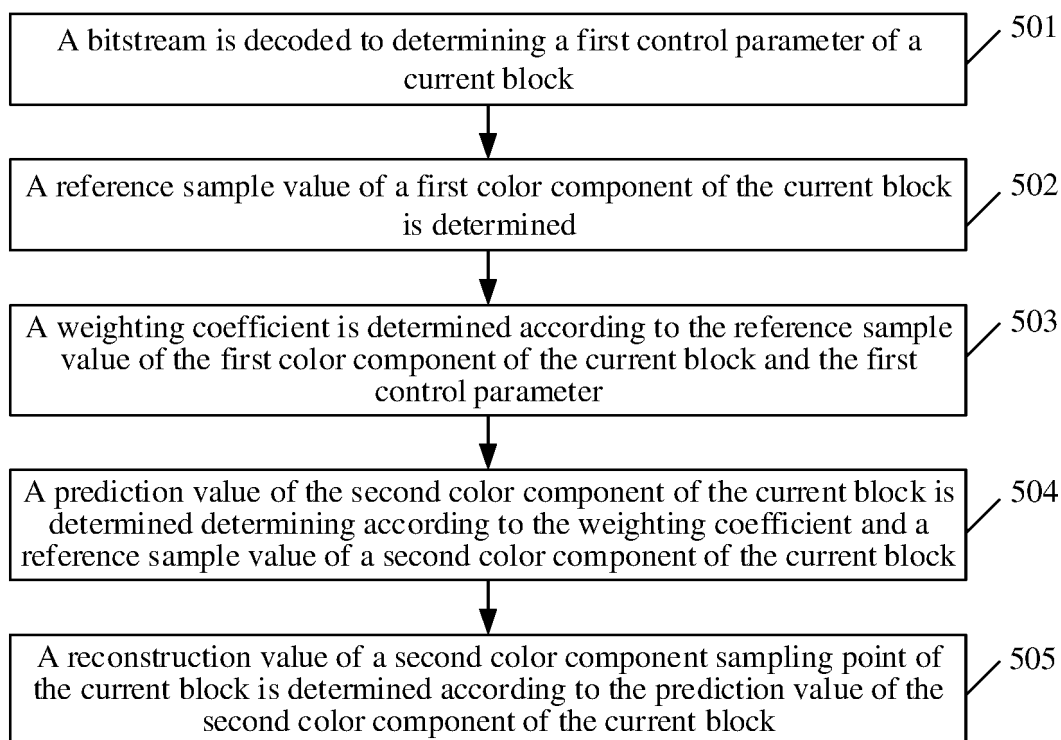 A bitstream is decoded to determining a first control parameter of a
current block
501
A reference sample value of a first color component of the current block
is determined
502
A weighting coefficient is determined according to the reference sample
value of the first color component of the current block and the first
control parameter
503
A prediction value of the second color component of the current block is
determined determining according to the weighting coefficient and a
reference sample value of a second color component of the current block
504
A reconstruction value of a second color component sampling point of
the current block is determined according to the prediction value of the
second color component of the current block
505